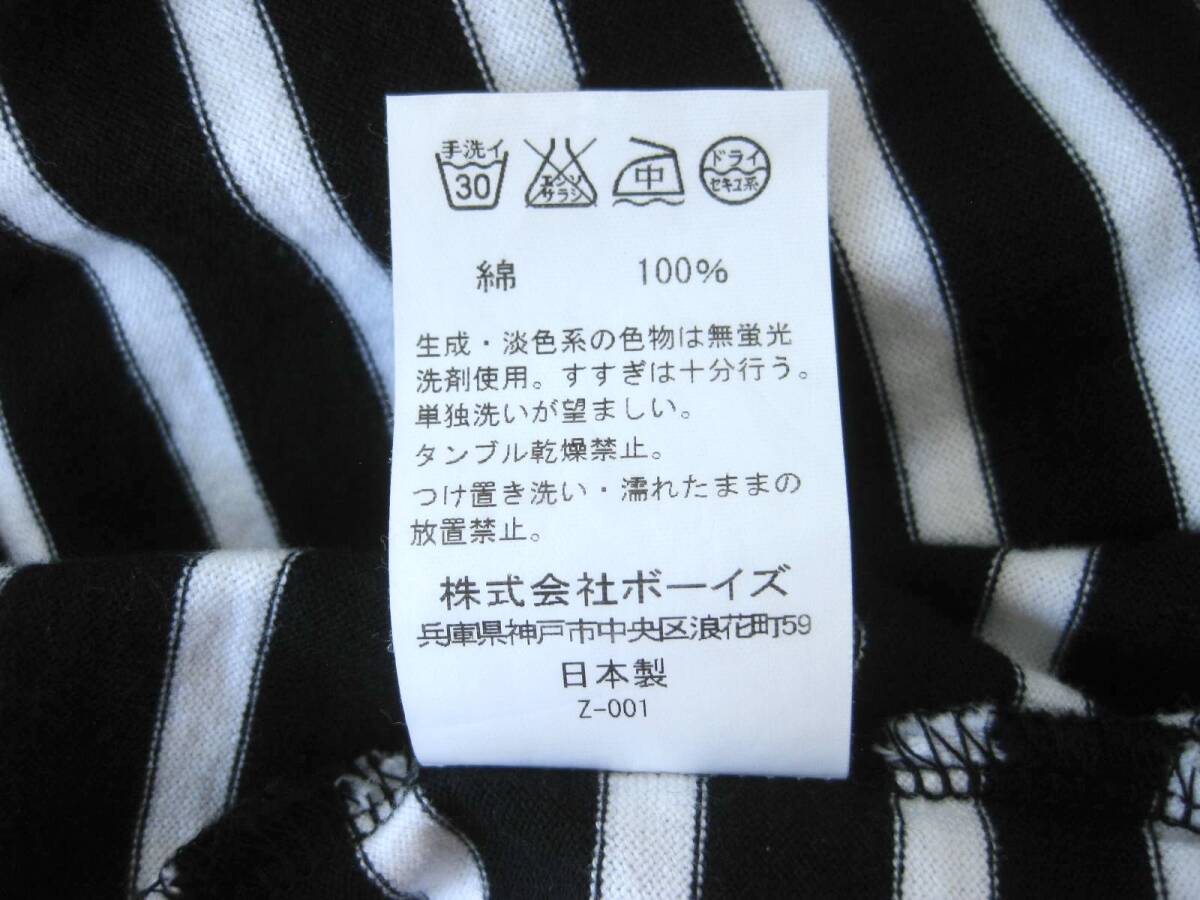 手洗イ
30
エンソ
サラシ
中
ドライ
セキユ系
綿 100%
生成・淡色系の色物は無蛍光
洗剤使用。すすぎは十分行う。
単独洗いが望ましい。
タンブル乾燥禁止。
つけ置き洗い・濡れたままの
放置禁止。
株式会社ボーイズ
兵庫県神戸市中央区浪花町59
日本製
Z-001